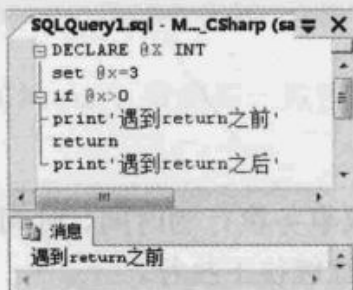 SQLQuery1.sql - M..._CSharp (sa
DECLARE @X INT
set @x=3
if @x>0
print'遇到return之前'
return
print'遇到return之后'
消息
遇到return之前